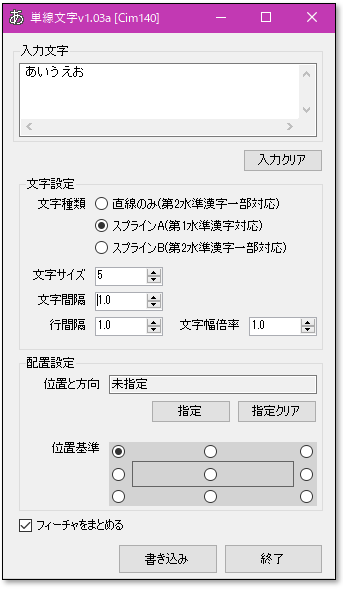 あ 単線文字v1.03a [Cim140]
入力文字
あいうえお
入力クリア
文字設定
文字種類 直線のみ(第2水準漢字一部対応)
スプラインA(第1水準漢字対応)
スプラインB(第2水準漢字一部対応)
文字サイズ 5
文字間隔 1.0
行間隔 1.0 文字幅倍率 1.0
配置設定
位置と方向 未指定
指定 指定クリア
位置基準
フィーチャをまとめる
書き込み 終了